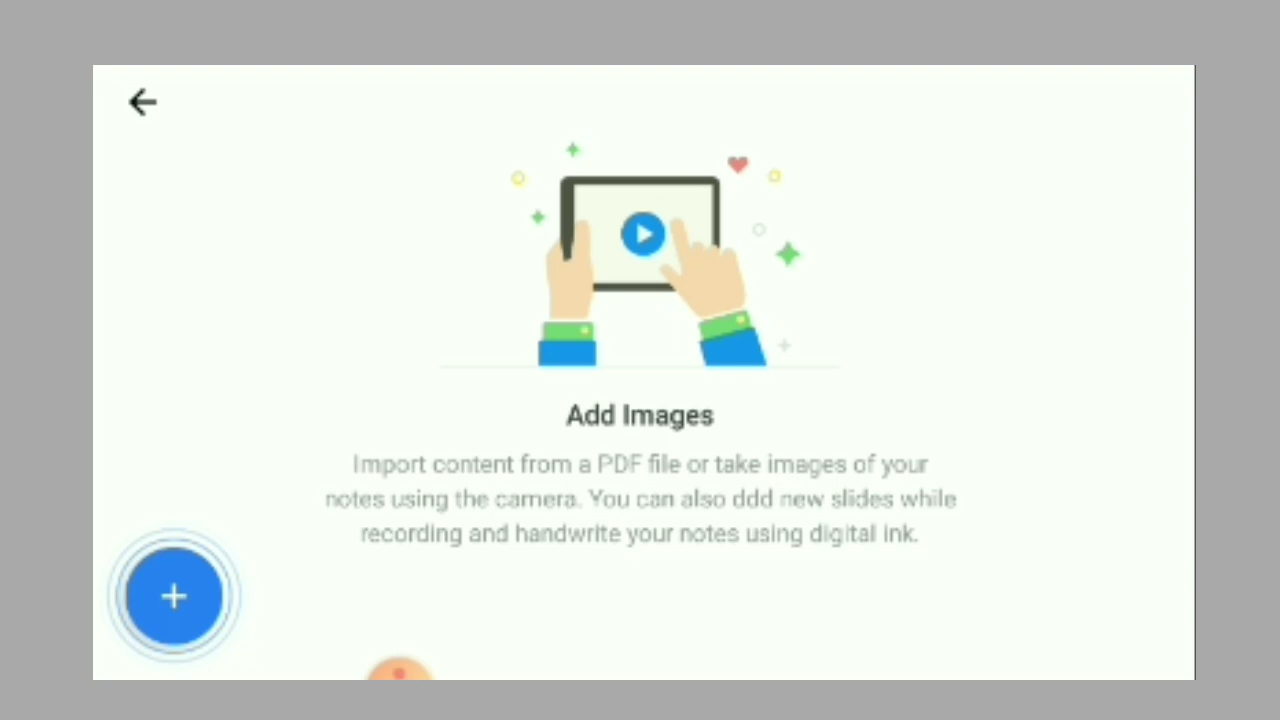 Add Images
Import content from a PDF file or take images of your
notes using the camera. You can also ddd new slides while
recording and handwrite your notes using digital ink.